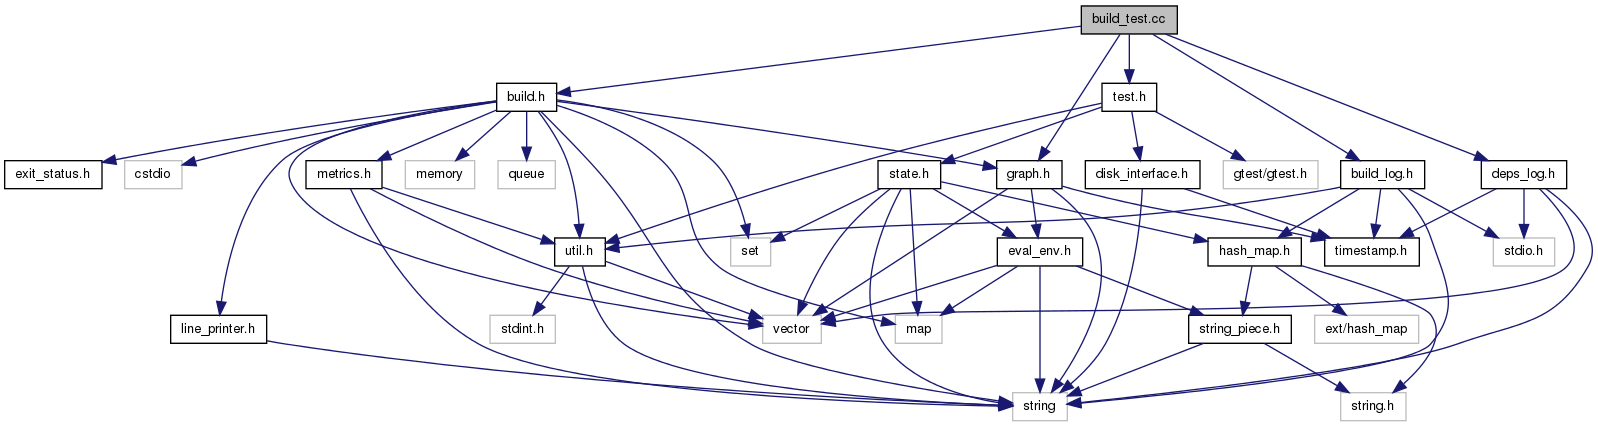 build_test.cc
build.h
test.h
exit_status.h
cstdio
metrics.h
memory
queue
state.h
graph.h
disk_interface.h
gtest/gtest.h
build_log.h
deps_log.h
util.h
set
eval_env.h
hash_map.h
timestamp.h
stdio.h
line_printer.h
stdint.h
vector
map
string_piece.h
ext/hash_map
string
string.h